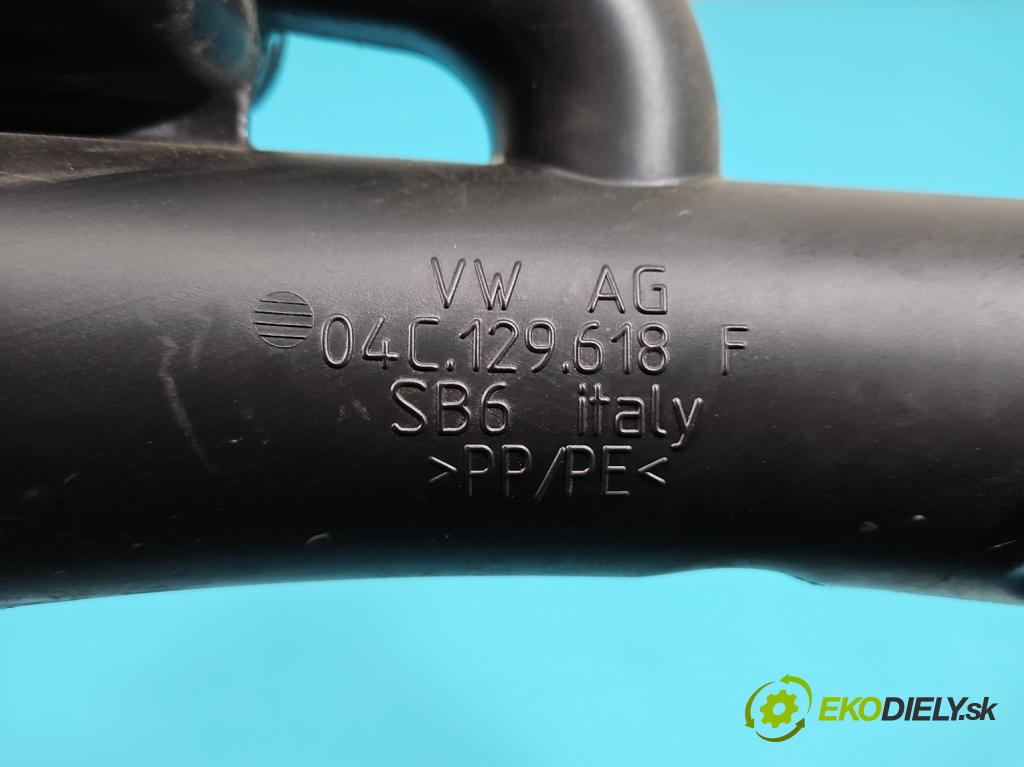 VW AG
04C.129.618 F
SB6 italy
>PP/PE<
EKODIELY.sk